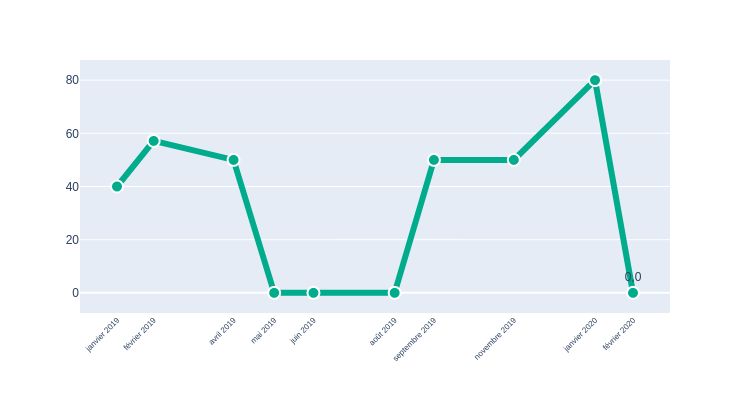 80
60
40
20
0
0.0
janvier 2019
février 2019
avril 2019
mai 2019
juin 2019
août 2019
septembre 2019
novembre 2019
janvier 2020
février 2020